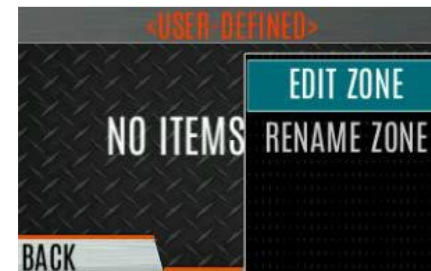 <USER-DEFINED>
EDIT ZONE
NO ITEMS
RENAME ZONE
BACK